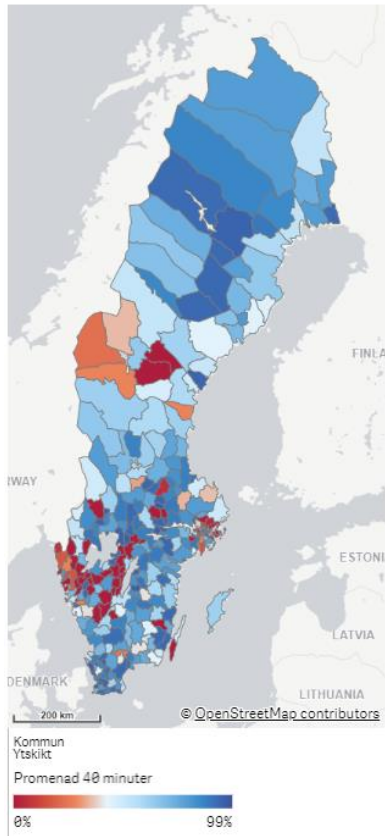 FINLA
RWAY
ESTONI
LATVIA
DENMARK
LITHUANIA
200 km
© OpenStreetMap contributors
Kommun
Ytskikt
Promenad 40 minuter
0% 99%